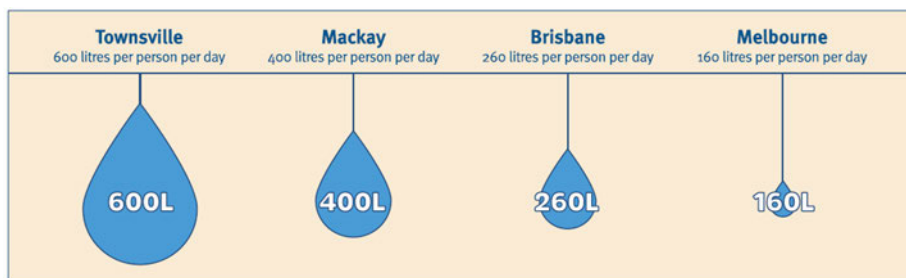 Townsville
600 litres per person per day
Mackay
400 litres per person per day
Brisbane
260 litres per person per day
Melbourne
160 litres per person per day
600L
400L
260L
160L